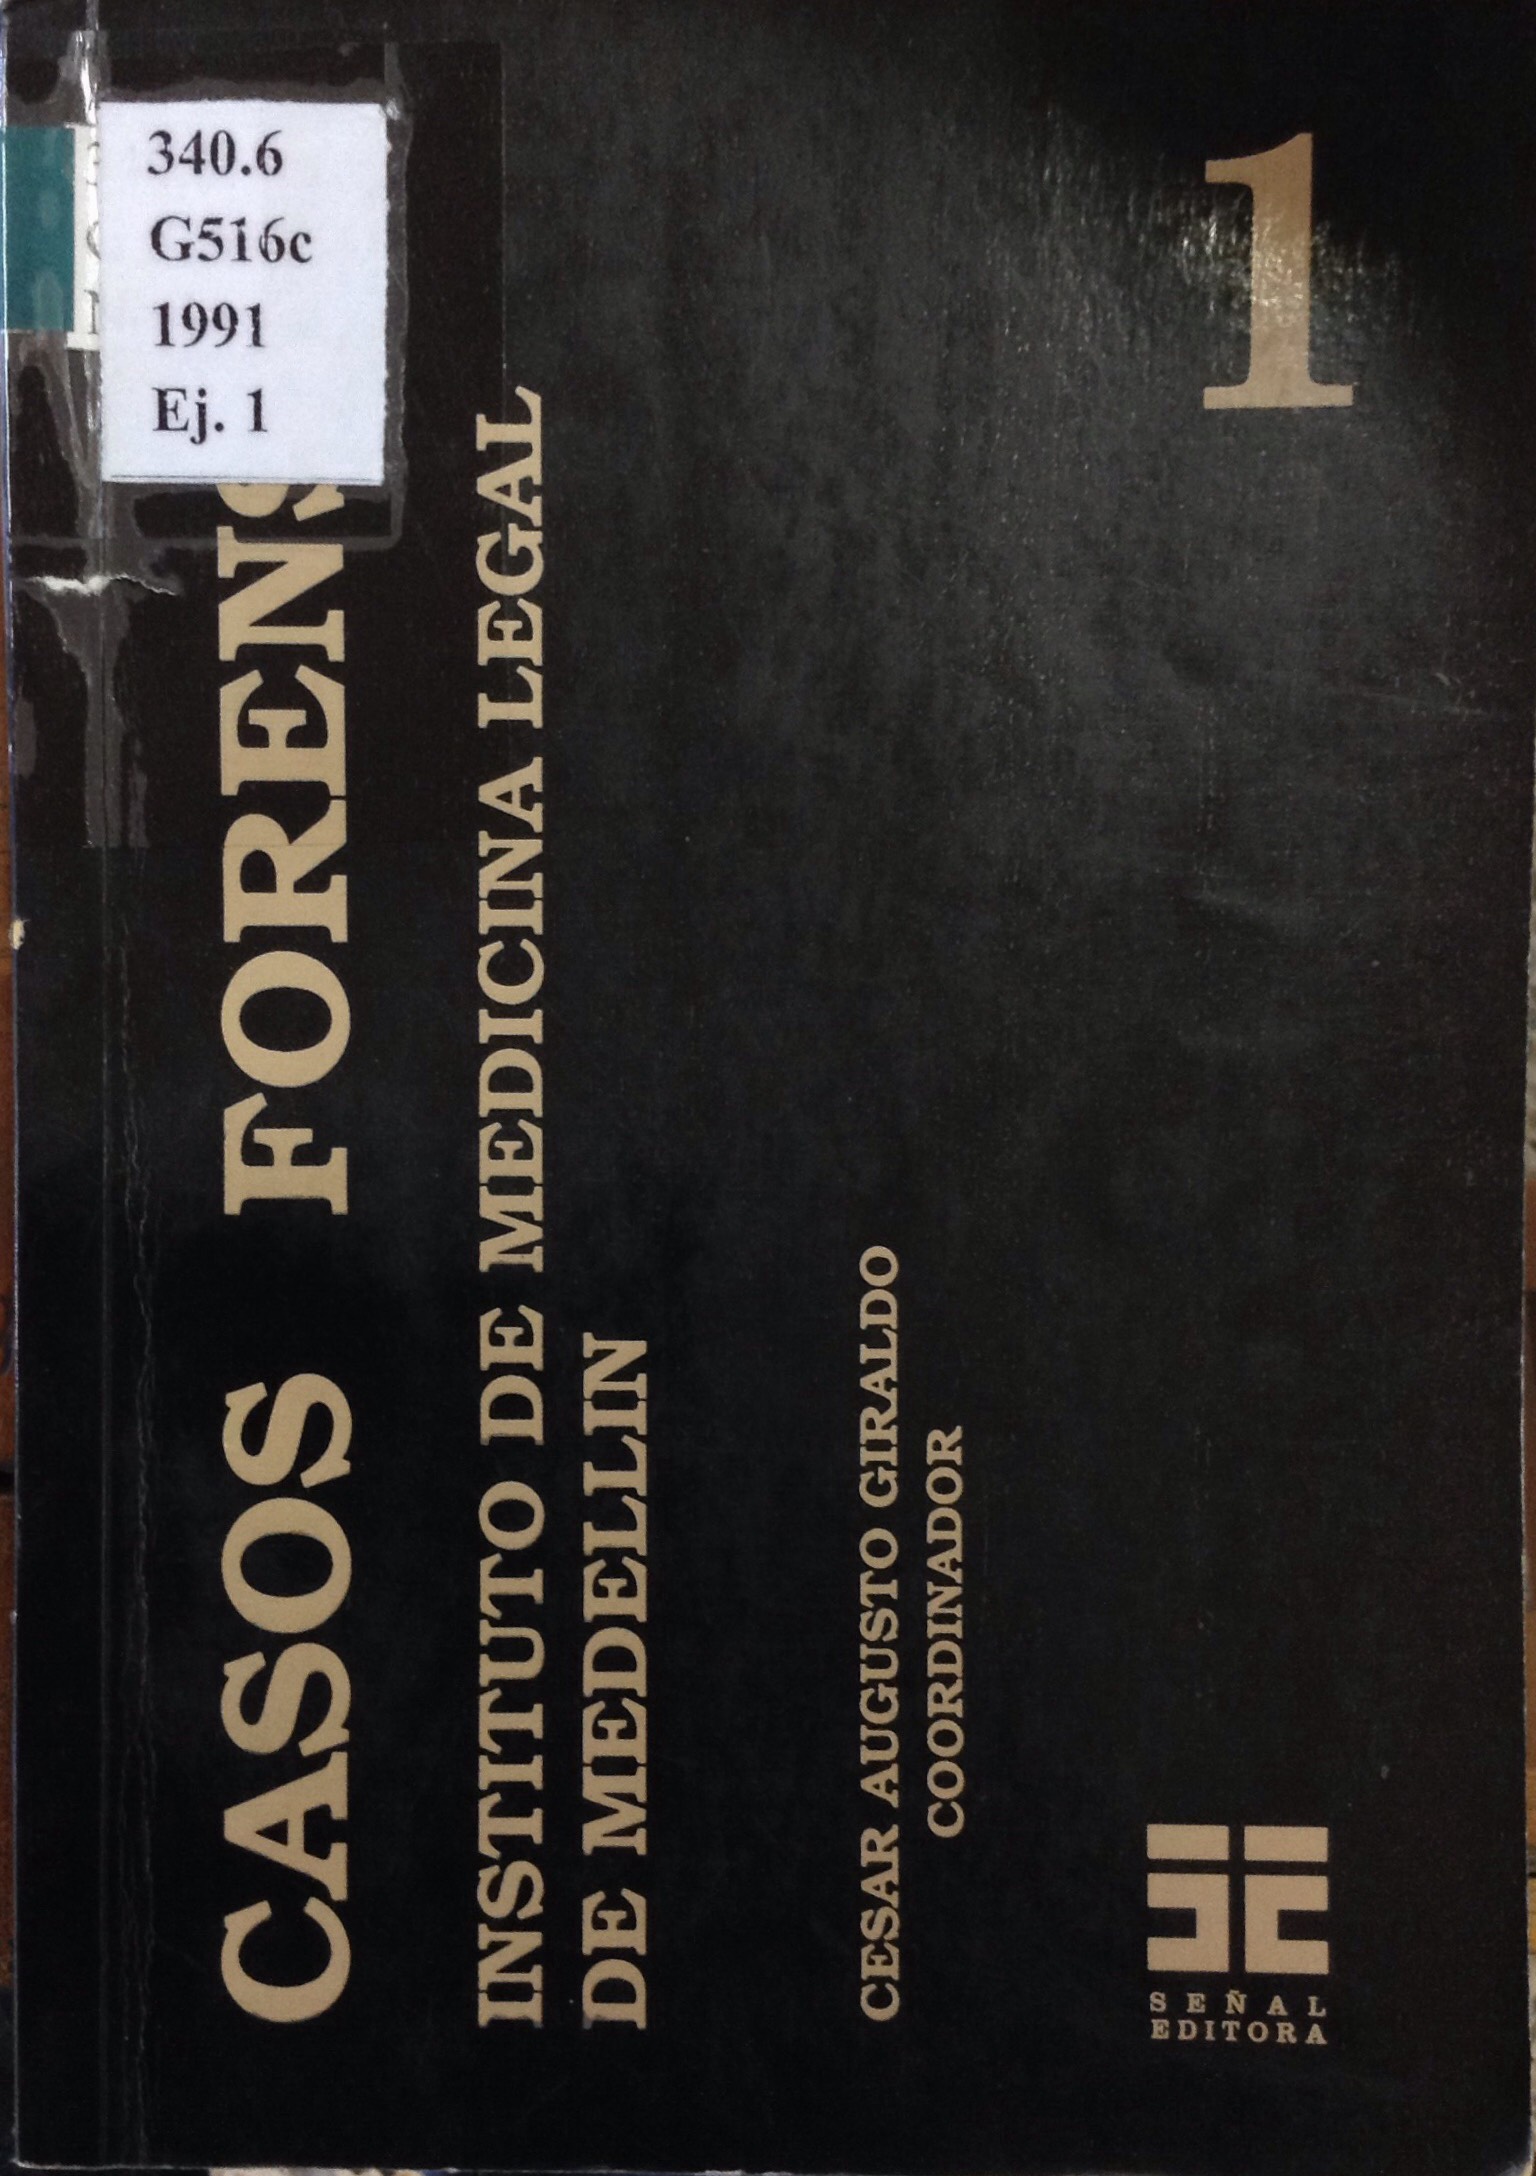 340.6
G516c
1991
Ej. 1
CASOS FORENS
INSTITUTO DE MEDICINA LEGAL
DE MEDELLIN
CESAR AUGUSTO GIRALDO
COORDINADOR
1
SEÑAL
EDITORA